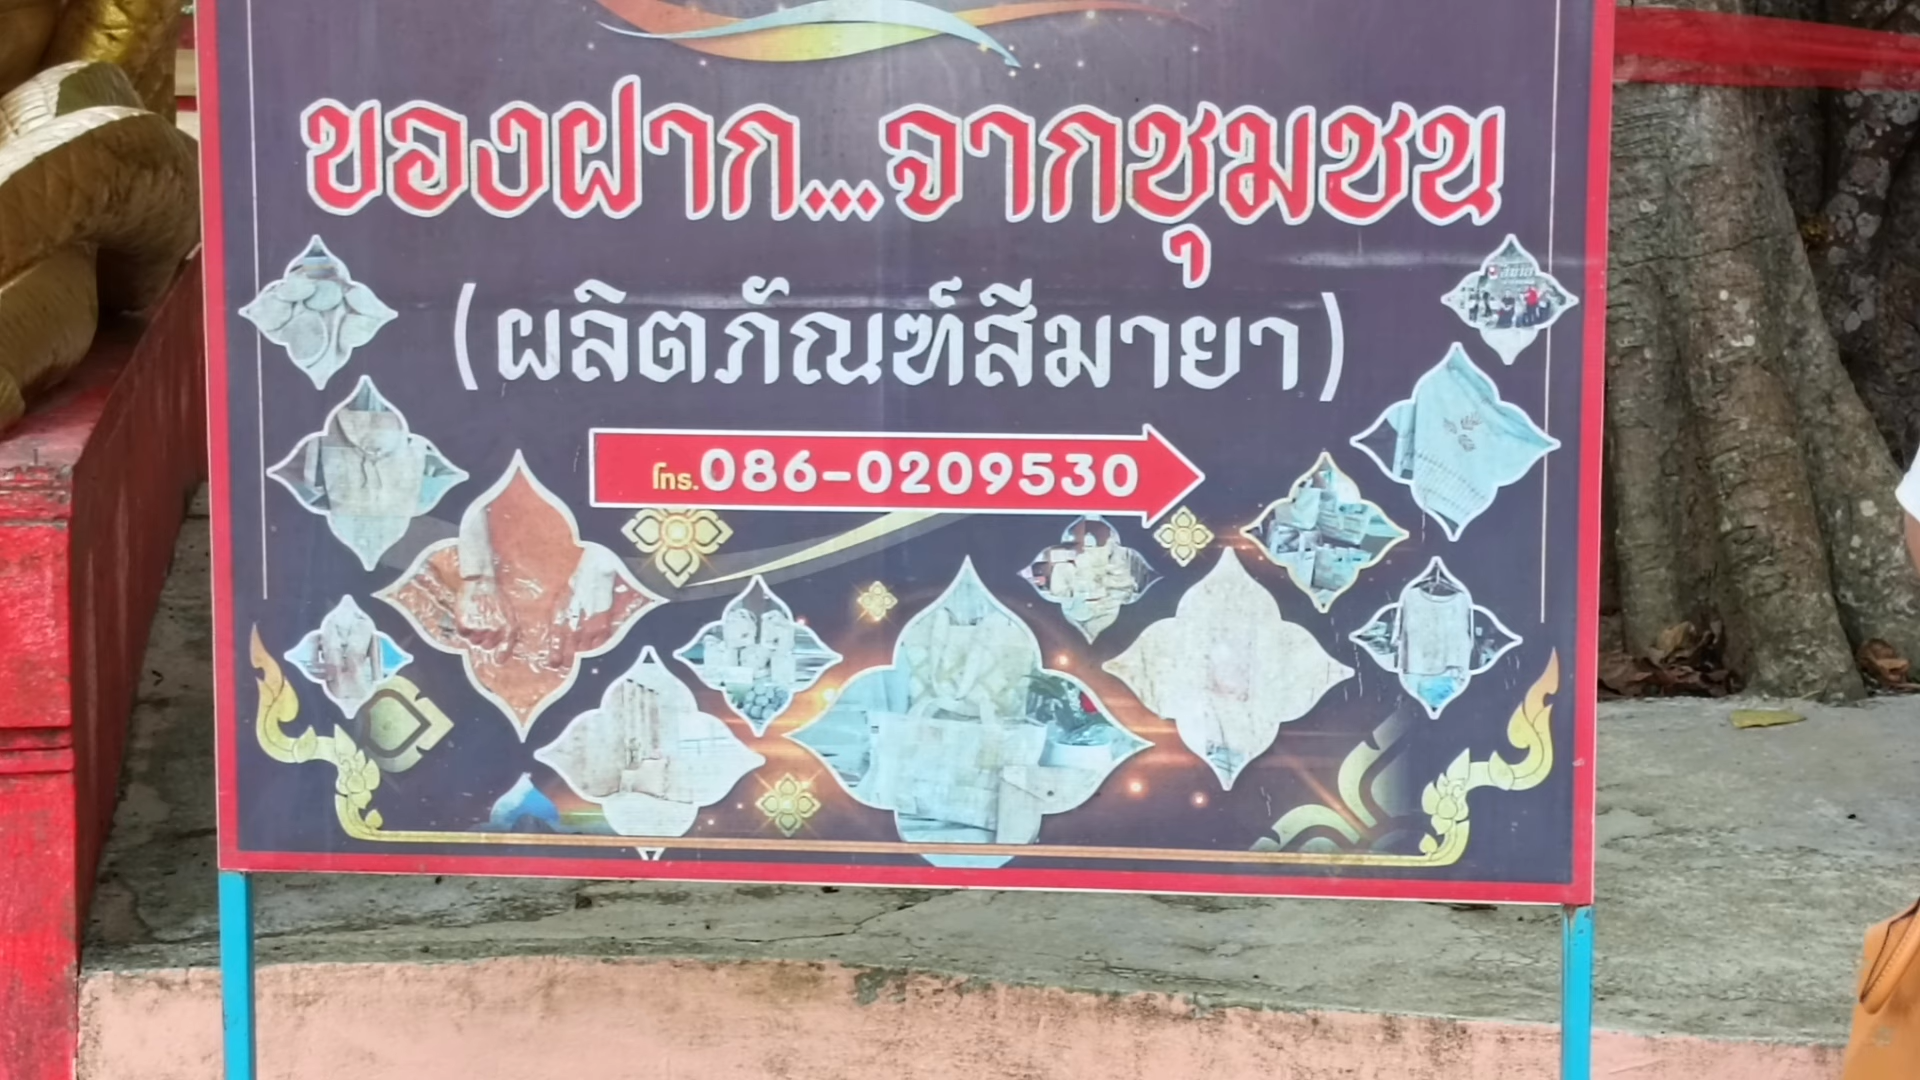 ของฝาก...จากชุมชน
(ผลิตภัณฑ์สีมายา)
โทร.086-0209530